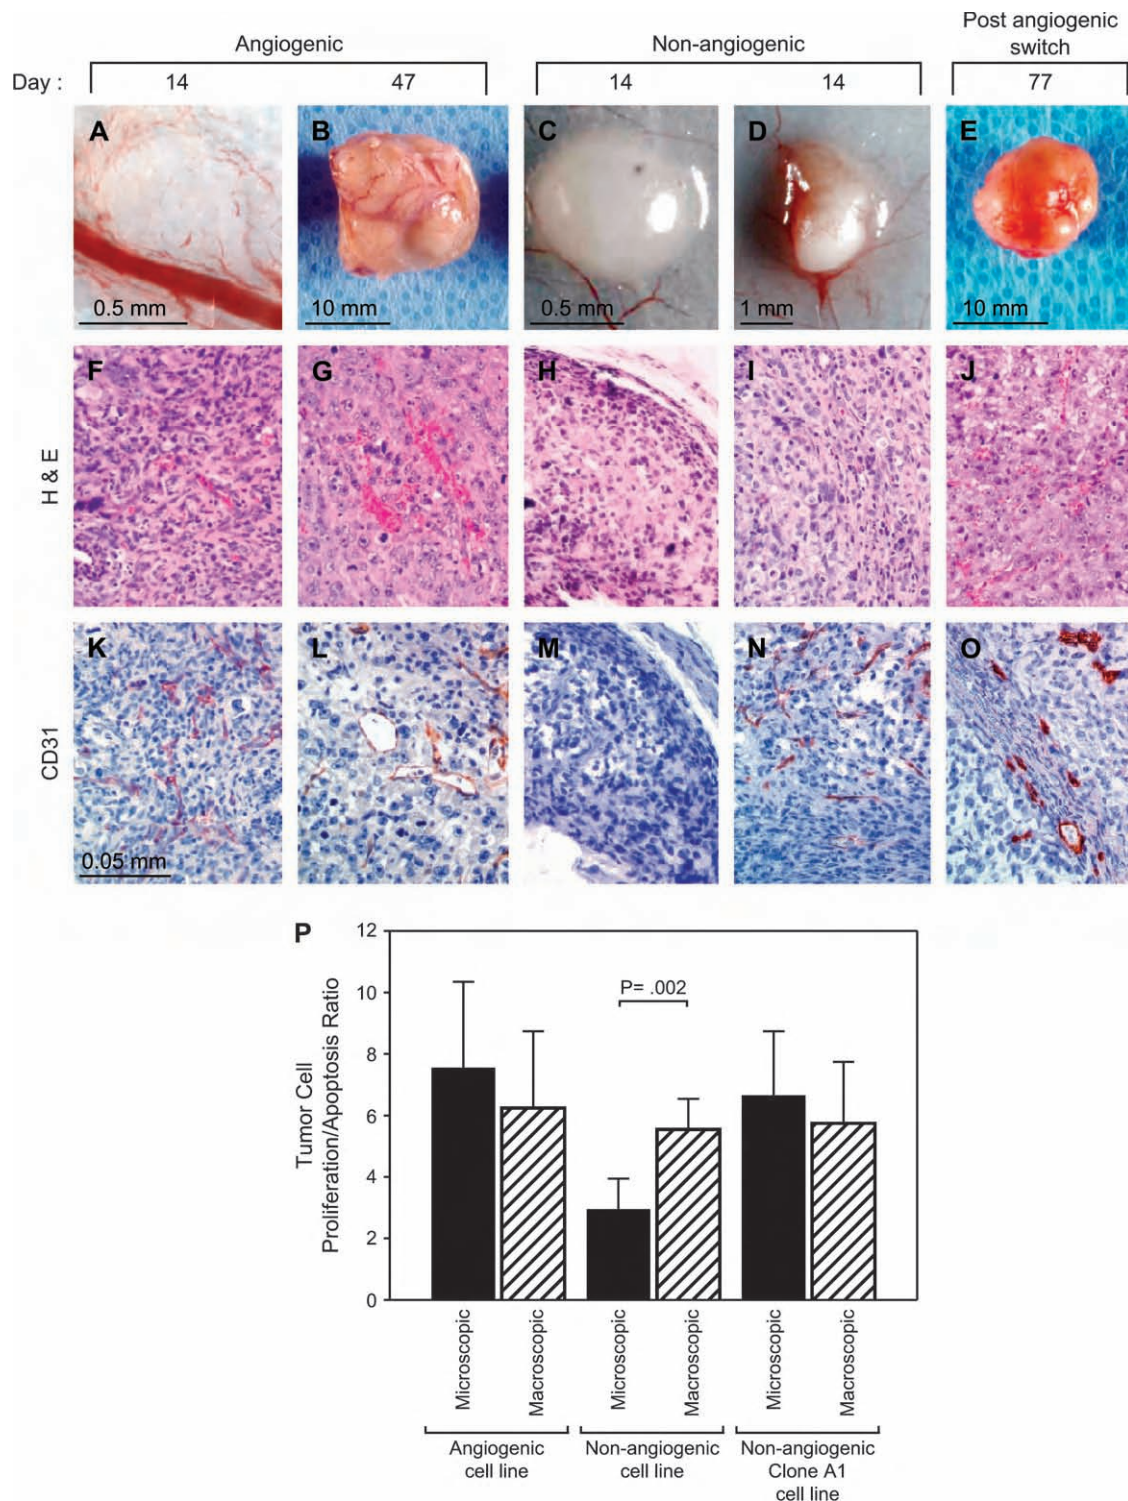 Post angiogenic
switch
Angiogenic
Non-angiogenic
Day :
14
47
14
14
77
A
B
C
D
E
0.5 mm
10 mm
0.5 mm
1 mm
10 mm
H & E
F
G
H
I
J
CD31
K
L
M
N
O
0.05 mm
P
Tumor Cell
Proliferation/Apoptosis Ratio
12
10
8
6
4
2
0
P= .002
Microscopic
Macroscopic
Microscopic
Macroscopic
Microscopic
Macroscopic
Angiogenic
cell line
Non-angiogenic
cell line
Non-angiogenic
Clone A1
cell line